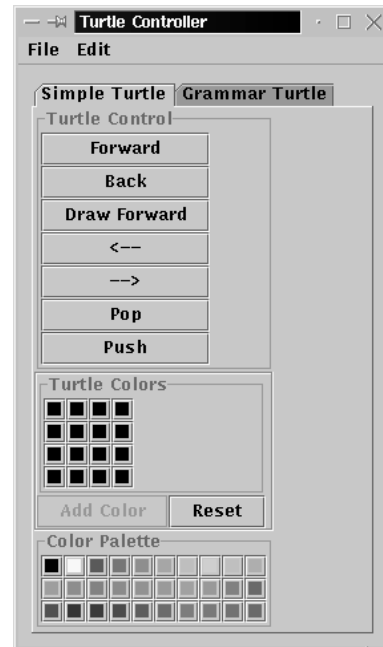 Turtle Controller
File Edit
Simple Turtle Grammar Turtle
Turtle Control
Forward
Back
Draw Forward
<--
-->
Pop
Push
Turtle Colors
Add Color Reset
Color Palette